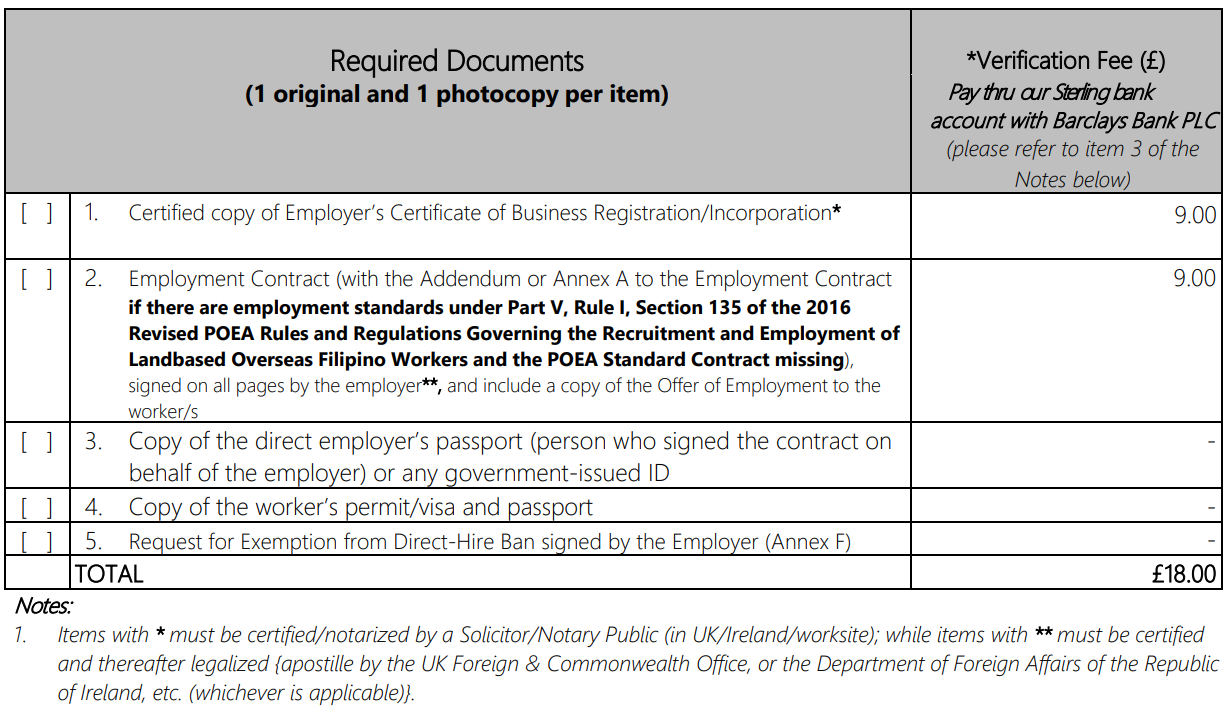 Required Documents
(1 original and 1 photocopy per item)
*Verification Fee (£)
Pay thru our Sterling bank
account with Barclays Bank PLC
(please refer to item 3 of the
Notes below)
[ ] 1. Certified copy of Employer’s Certificate of Business Registration/Incorporation* 9.00
[ ] 2. Employment Contract (with the Addendum or Annex A to the Employment Contract 9.00
if there are employment standards under Part V, Rule I, Section 135 of the 2016
Revised POEA Rules and Regulations Governing the Recruitment and Employment of
Landbased Overseas Filipino Workers and the POEA Standard Contract missing),
signed on all pages by the employer**, and include a copy of the Offer of Employment to the
worker/s
[ ] 3. Copy of the direct employer’s passport (person who signed the contract on -
behalf of the employer) or any government-issued ID
[ ] 4. Copy of the worker’s permit/visa and passport -
[ ] 5. Request for Exemption from Direct-Hire Ban signed by the Employer (Annex F) -
TOTAL £18.00
Notes:
1. Items with * must be certified/notarized by a Solicitor/Notary Public (in UK/Ireland/worksite); while items with ** must be certified
and thereafter legalized {apostille by the UK Foreign & Commonwealth Office, or the Department of Foreign Affairs of the Republic
of Ireland, etc. (whichever is applicable)}.